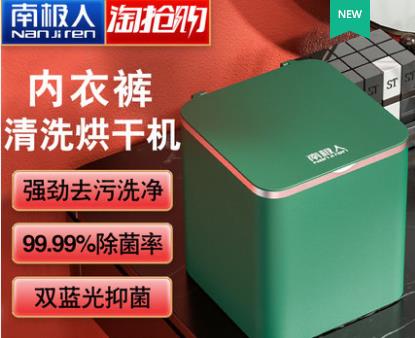 南极人 淘抢购
Nanjiren
NEW
内衣裤
清洗烘干机
强劲去污洗净
99.99%除菌率
双蓝光抑菌
南极人
Nanjiren
ST
ST